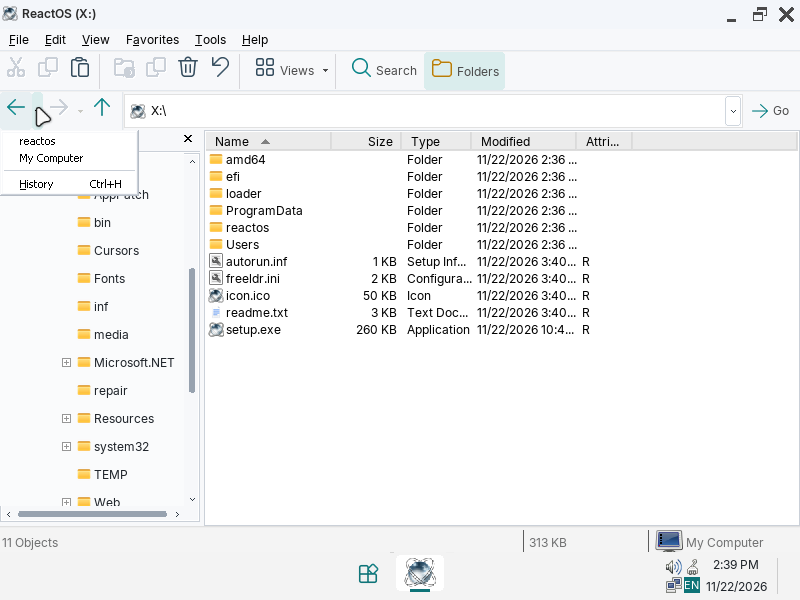 ReactOS (X:)
File Edit View Favorites Tools Help
Views Search Folders
X:\ Go
reactos
My Computer
History Ctrl+H
AppPatch
bin
Cursors
Fonts
inf
media
Microsoft.NET
repair
Resources
system32
TEMP
Web
Name Size Type Modified Attri...
amd64 Folder 11/22/2026 2:36 ...
efi Folder 11/22/2026 2:36 ...
loader Folder 11/22/2026 2:36 ...
ProgramData Folder 11/22/2026 2:36 ...
reactos Folder 11/22/2026 2:36 ...
Users Folder 11/22/2026 2:36 ...
autorun.inf 1 KB Setup Inf... 11/22/2026 3:40... R
freeldr.ini 2 KB Configura... 11/22/2026 3:40... R
icon.ico 50 KB Icon 11/22/2026 3:40... R
readme.txt 3 KB Text Doc... 11/22/2026 3:40... R
setup.exe 260 KB Application 11/22/2026 10:4... R
11 Objects 313 KB My Computer
2:39 PM
EN 11/22/2026